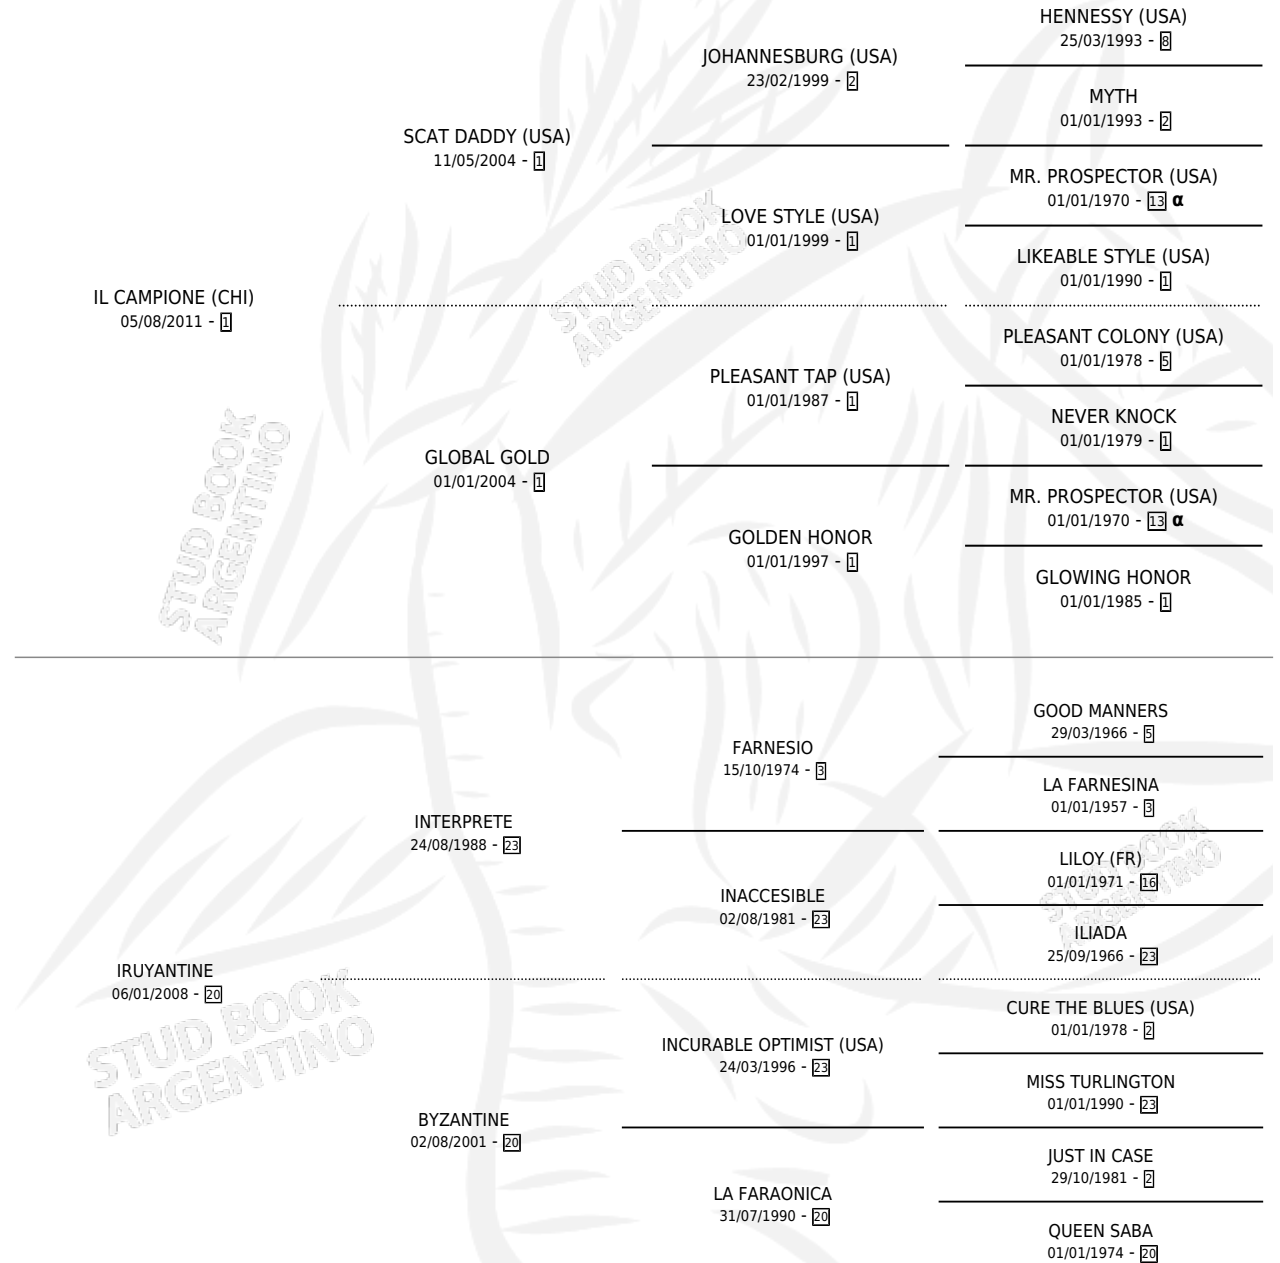 HENNESSY (USA)
25/03/1993 - 8
JOHANNESBURG (USA)
23/02/1999 - 2
MYTH
01/01/1993 - 2
SCAT DADDY (USA)
11/05/2004 - 1
MR. PROSPECTOR (USA)
01/01/1970 - 13 α
LOVE STYLE (USA)
01/01/1999 - 1
LIKEABLE STYLE (USA)
01/01/1990 - 1
IL CAMPIONE (CHI)
05/08/2011 - 1
PLEASANT COLONY (USA)
01/01/1978 - 5
PLEASANT TAP (USA)
01/01/1987 - 1
NEVER KNOCK
01/01/1979 - 1
GLOBAL GOLD
01/01/2004 - 1
MR. PROSPECTOR (USA)
01/01/1970 - 13 α
GOLDEN HONOR
01/01/1997 - 1
GLOWING HONOR
01/01/1985 - 1
GOOD MANNERS
29/03/1966 - 5
FARNESIO
15/10/1974 - 3
LA FARNESINA
01/01/1957 - 3
INTERPRETE
24/08/1988 - 23
LILOY (FR)
01/01/1971 - 16
INACCESIBLE
02/08/1981 - 23
ILIADA
25/09/1966 - 23
IRUYANTINE
06/01/2008 - 20
CURE THE BLUES (USA)
01/01/1978 - 2
INCURABLE OPTIMIST (USA)
24/03/1996 - 23
MISS TURLINGTON
01/01/1990 - 23
BYZANTINE
02/08/2001 - 20
JUST IN CASE
29/10/1981 - 2
LA FARAONICA
31/07/1990 - 20
QUEEN SABA
01/01/1974 - 20
STUD BOOK
ARGENTINO
STUD BOOK
ARGENTINO
STUD BOOK
ARGENTINO
STUD BOOK
ARGENTINO